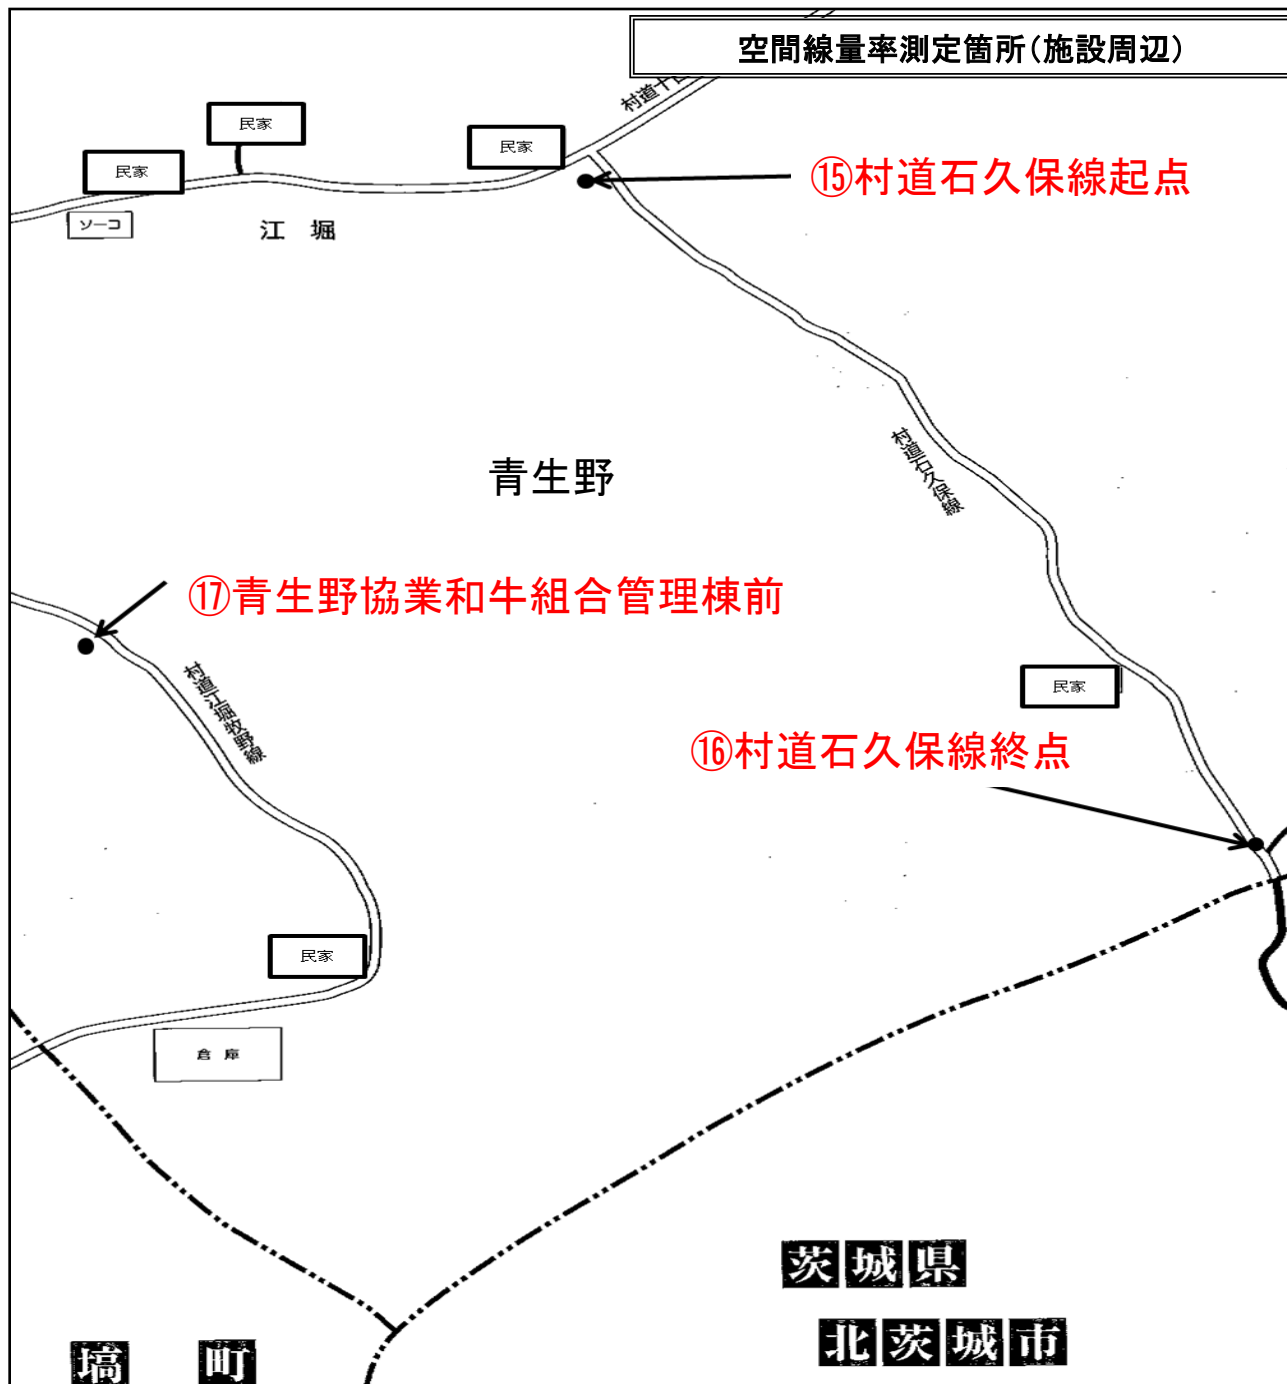 空間線量率測定箇所(施設周辺)
村道十
民家
民家
民家
⑮村道石久保線起点
ソーコ
江堀
村道石久保線
青生野
⑰青生野協業和牛組合管理棟前
村道江堀牧野線
民家
⑯村道石久保線終点
民家
倉庫
茨城県
北茨城市
塙町